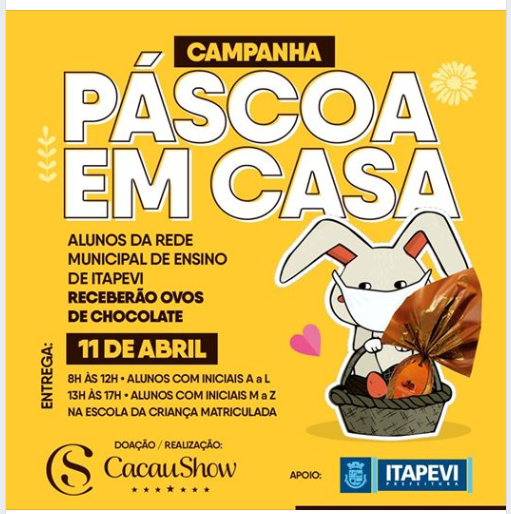 CAMPANHA
PÁSCOA
EM CASA
ALUNOS DA REDE
MUNICIPAL DE ENSINO
DE ITAPEVI
RECEBERÃO OVOS
DE CHOCOLATE
ENTREGA:
11 DE ABRIL
8H ÀS 12H • ALUNOS COM INICIAIS A a L
13H ÀS 17H • ALUNOS COM INICIAIS M a Z
NA ESCOLA DA CRIANÇA MATRICULADA
DOAÇÃO / REALIZAÇÃO:
CS CacauShow
APOIO:
ITAPEVI
PREFEITURA